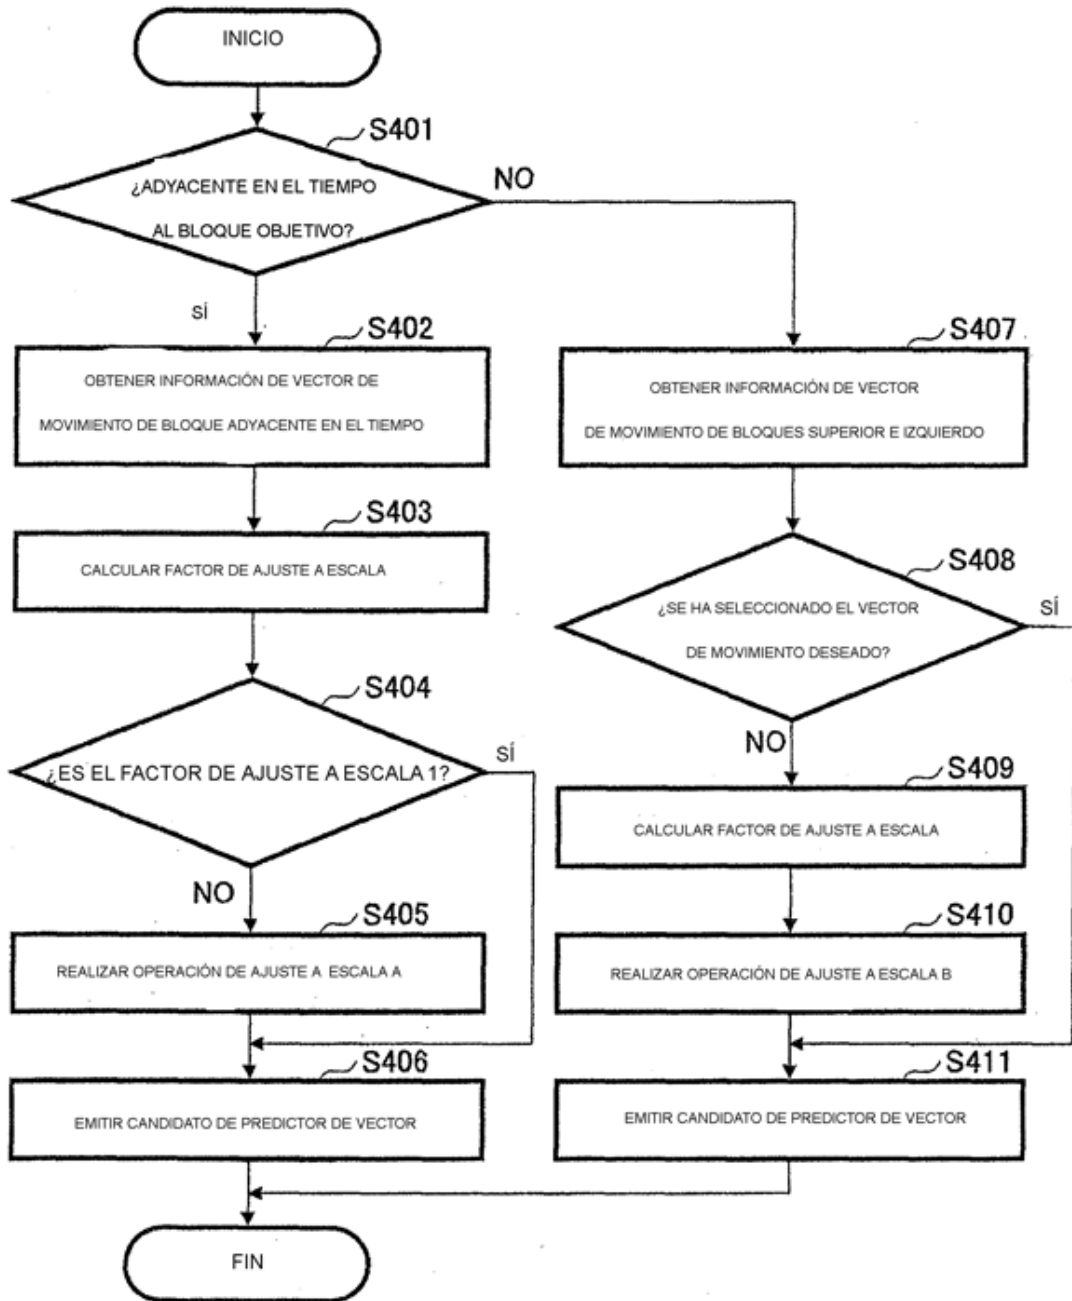 INICIO
S401
¿ADYACENTE EN EL TIEMPO
AL BLOQUE OBJETIVO?
NO
SÍ
S402
OBTENER INFORMACIÓN DE VECTOR DE
MOVIMIENTO DE BLOQUE ADYACENTE EN EL TIEMPO
S403
CALCULAR FACTOR DE AJUSTE A ESCALA
S404
¿ES EL FACTOR DE AJUSTE A ESCALA 1?
SÍ
NO
S405
REALIZAR OPERACIÓN DE AJUSTE A ESCALA A
S406
EMITIR CANDIDATO DE PREDICTOR DE VECTOR
S407
OBTENER INFORMACIÓN DE VECTOR
DE MOVIMIENTO DE BLOQUES SUPERIOR E IZQUIERDO
S408
¿SE HA SELECCIONADO EL VECTOR
DE MOVIMIENTO DESEADO?
SÍ
NO
S409
CALCULAR FACTOR DE AJUSTE A ESCALA
S410
REALIZAR OPERACIÓN DE AJUSTE A ESCALA B
S411
EMITIR CANDIDATO DE PREDICTOR DE VECTOR
FIN